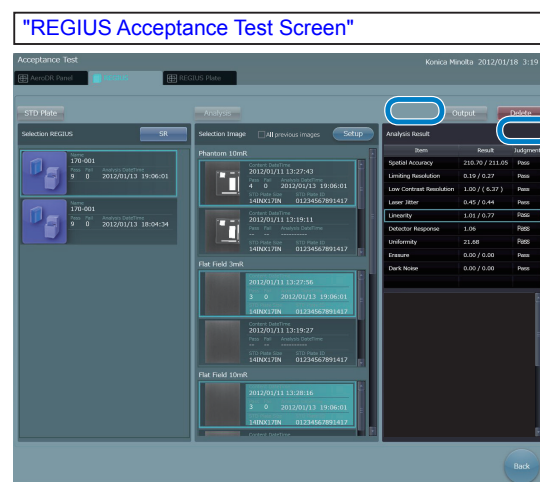 "REGIUS Acceptance Test Screen"
Acceptance Test
Konica Minolta 2012/01/18 3:19
AeroDR Panel
REGIUS
REGIUS Plate
STD Plate
Analysis
Output
Delete
Selection REGIUS
SR
Selection Image
All previous images
Setup
Analysis Result
Name
170-001
Pass Fail Analysis DateTime
9 0 2012/01/13 19:06:01
Name
170-001
Pass Fail Analysis DateTime
9 0 2012/01/13 18:04:34
Phantom 10mR
Content DateTime
2012/01/11 13:27:43
Pass Fail Analysis DateTime
4 0 2012/01/13 19:06:01
STD Plate Size STD Plate ID
14INX17IN 01234567891417
Content DateTime
2012/01/11 13:19:11
Pass Fail Analysis DateTime
-- -- ----------
STD Plate Size STD Plate ID
14INX17IN 01234567891417
Flat Field 3mR
2012/01/11 13:27:56
3 0 2012/01/13 19:06:01
14INX17IN 01234567891417
Content DateTime
2012/01/11 13:19:27
Pass Fail Analysis DateTime
-- -- ----------
STD Plate Size STD Plate ID
14INX17IN 01234567891417
Flat Field 10mR
2012/01/11 13:28:16
3 0 2012/01/13 19:06:01
14INX17IN 01234567891417
Content DateTime
Item Result Judgment
Spatial Accuracy 210.70 / 211.05 Pass
Limiting Resolution 0.19 / 0.27 Pass
Low Contrast Resolution 1.00 / ( 6.37 ) Pass
Laser Jitter 0.45 / 0.44 Pass
Linearity 1.01 / 0.77 Pass
Detector Response 1.06 Pass
Uniformity 21.68 Pass
Erasure 0.00 / 0.00 Pass
Dark Noise 0.00 / 0.00 Pass
Back